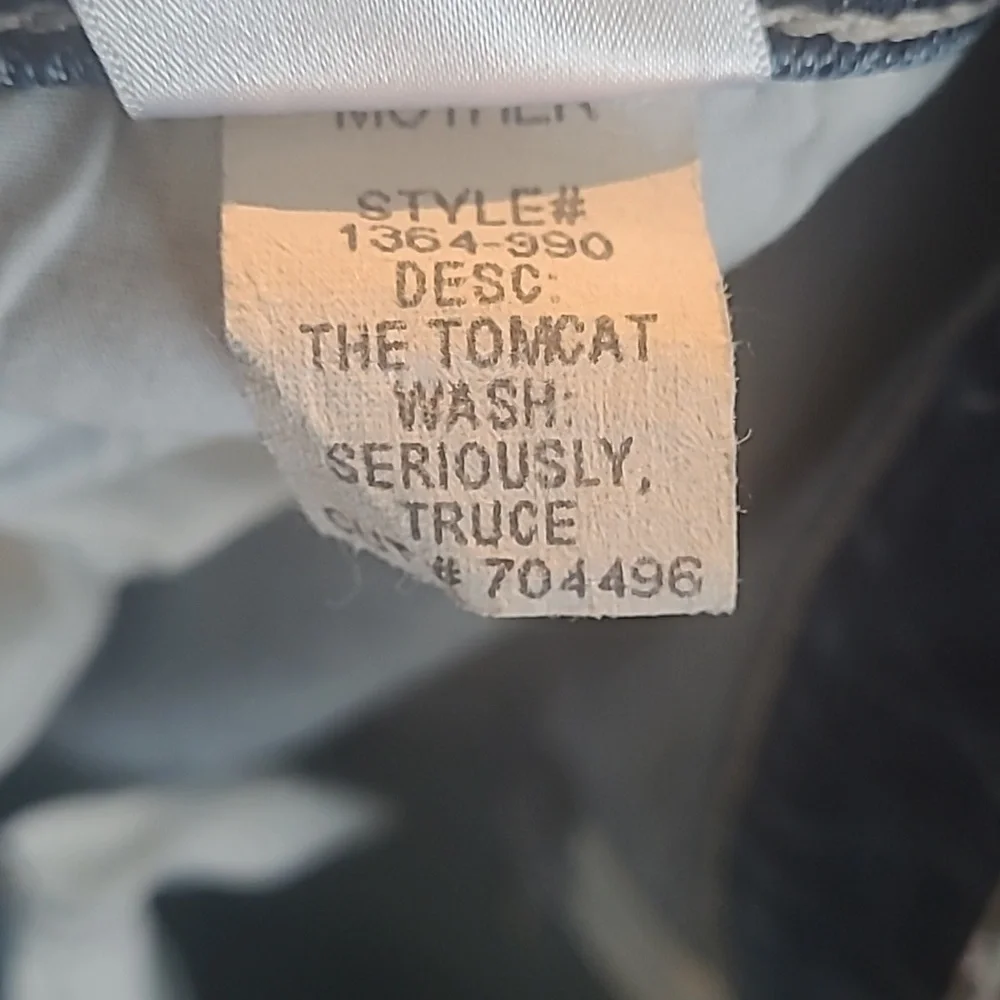 MOTHER
STYLE#
1364-990
DESC:
THE TOMCAT
WASH:
SERIOUSLY,
TRUCE
# 704496